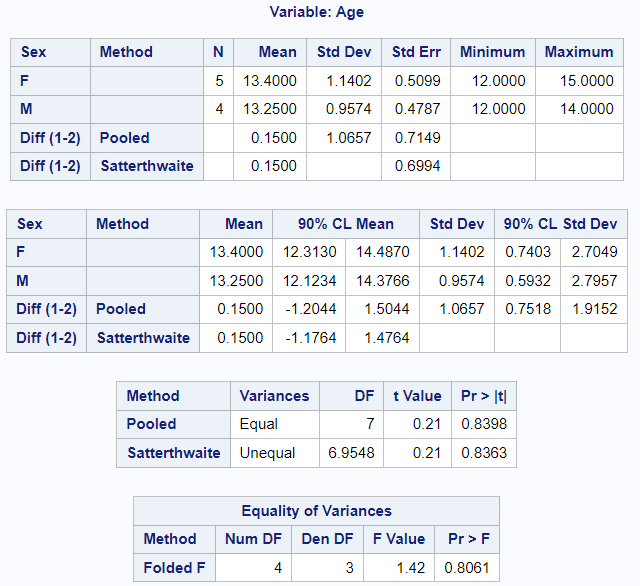 Variable: Age
Sex Method N Mean Std Dev Std Err Minimum Maximum
F 5 13.4000 1.1402 0.5099 12.0000 15.0000
M 4 13.2500 0.9574 0.4787 12.0000 14.0000
Diff (1-2) Pooled 0.1500 1.0657 0.7149
Diff (1-2) Satterthwaite 0.1500 0.6994
Sex Method Mean 90% CL Mean Std Dev 90% CL Std Dev
F 13.4000 12.3130 14.4870 1.1402 0.7403 2.7049
M 13.2500 12.1234 14.3766 0.9574 0.5932 2.7957
Diff (1-2) Pooled 0.1500 -1.2044 1.5044 1.0657 0.7518 1.9152
Diff (1-2) Satterthwaite 0.1500 -1.1764 1.4764
Method Variances DF t Value Pr > |t|
Pooled Equal 7 0.21 0.8398
Satterthwaite Unequal 6.9548 0.21 0.8363
Equality of Variances
Method Num DF Den DF F Value Pr > F
Folded F 4 3 1.42 0.8061